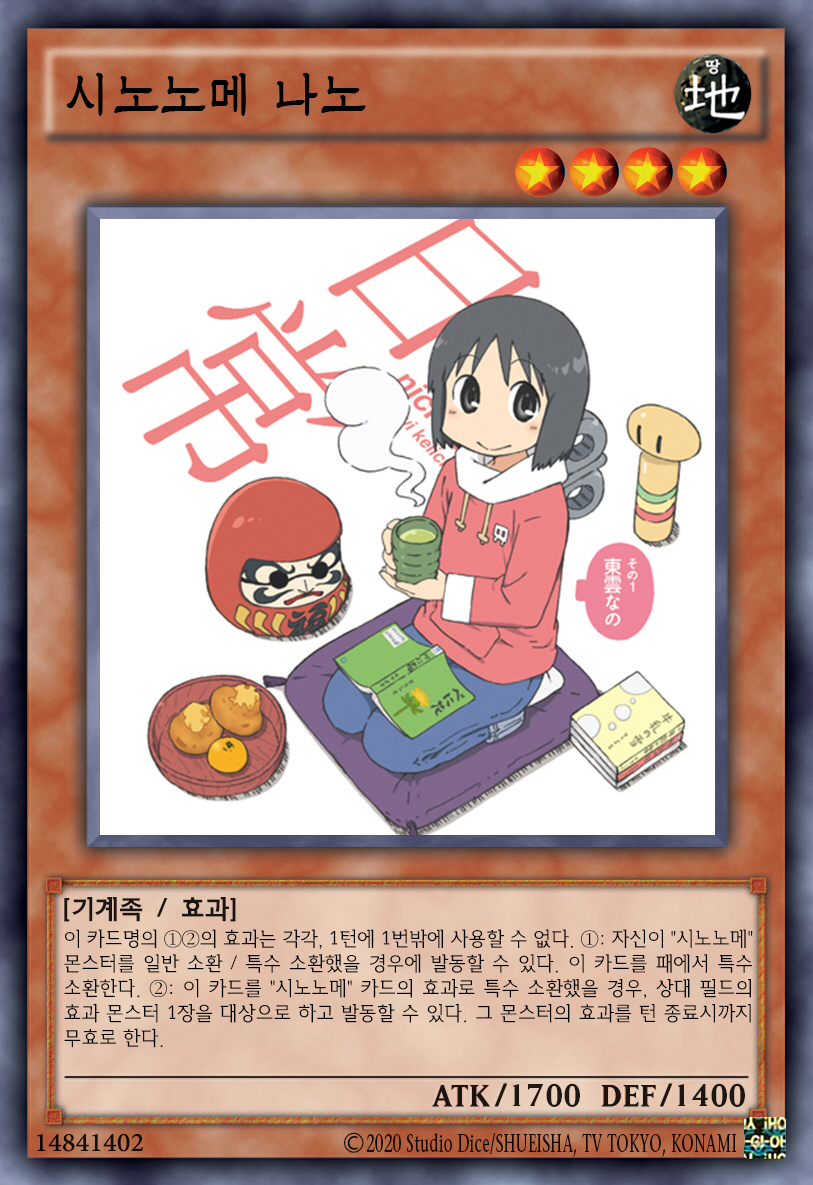 시노노메 나노
땅
地
日常
その1
東雲なの
福
[기계족 / 효과]
이 카드명의 ①②의 효과는 각각, 1턴에 1번밖에 사용할 수 없다. ①: 자신이 "시노노메"
몬스터를 일반 소환 / 특수 소환했을 경우에 발동할 수 있다. 이 카드를 패에서 특수
소환한다. ②: 이 카드를 "시노노메" 카드의 효과로 특수 소환했을 경우, 상대 필드의
효과 몬스터 1장을 대상으로 하고 발동할 수 있다. 그 몬스터의 효과를 턴 종료시까지
무효로 한다.
ATK/1700 DEF/1400
14841402 ©2020 Studio Dice/SHUEISHA, TV TOKYO, KONAMI